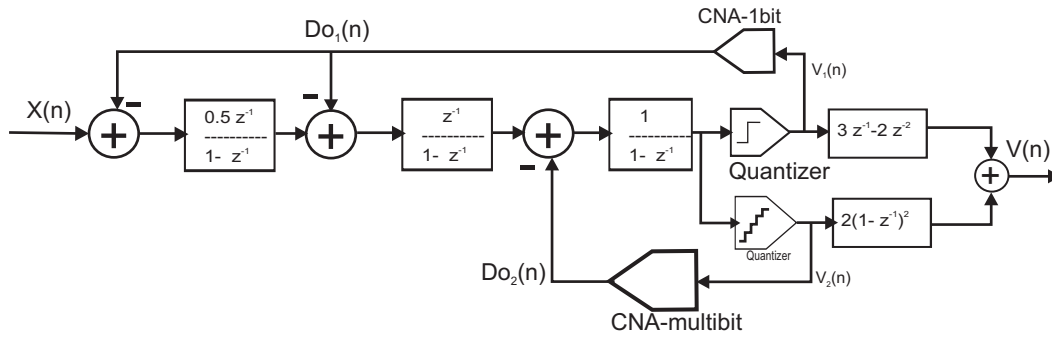 CNA-1bit
Do₁(n)
V₁(n)
X(n)
0.5 z⁻¹
----------
1- z⁻¹
z⁻¹
----------
1- z⁻¹
1
----------
1- z⁻¹
3 z⁻¹-2 z⁻²
V(n)
Quantizer
2(1- z⁻¹)²
Quantizer
Do₂(n)
V₂(n)
CNA-multibit